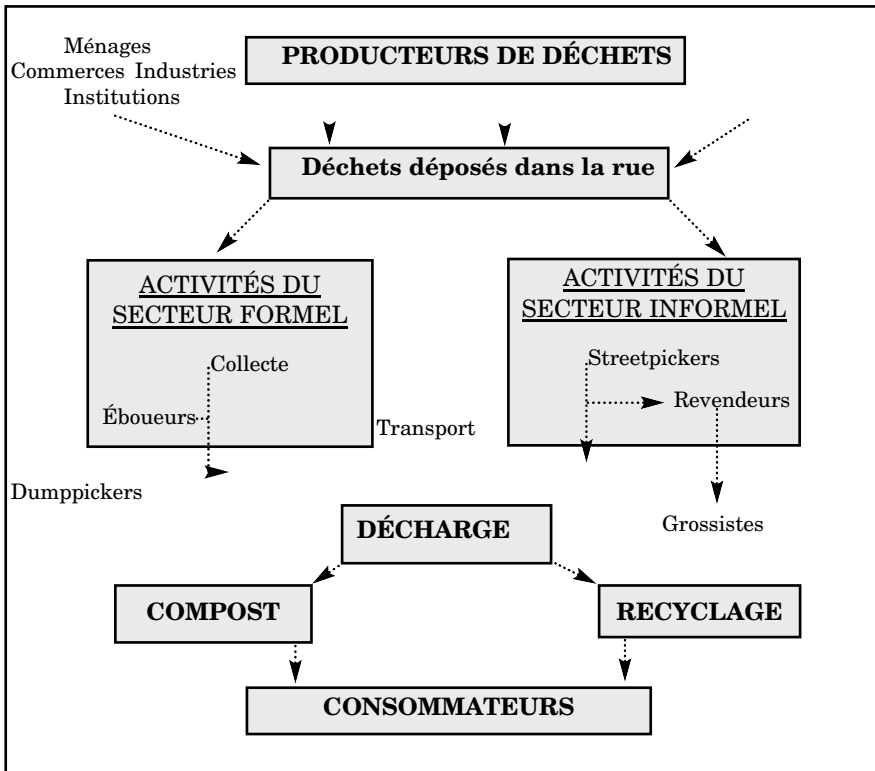 Ménages
Commerces Industries
Institutions
PRODUCTEURS DE DÉCHETS
Déchets déposés dans la rue
ACTIVITÉS DU
SECTEUR FORMEL
Collecte
Éboueurs
Transport
Dumppickers
ACTIVITÉS DU
SECTEUR INFORMEL
Streetpickers
Revendeurs
Grossistes
DÉCHARGE
COMPOST
RECYCLAGE
CONSOMMATEURS